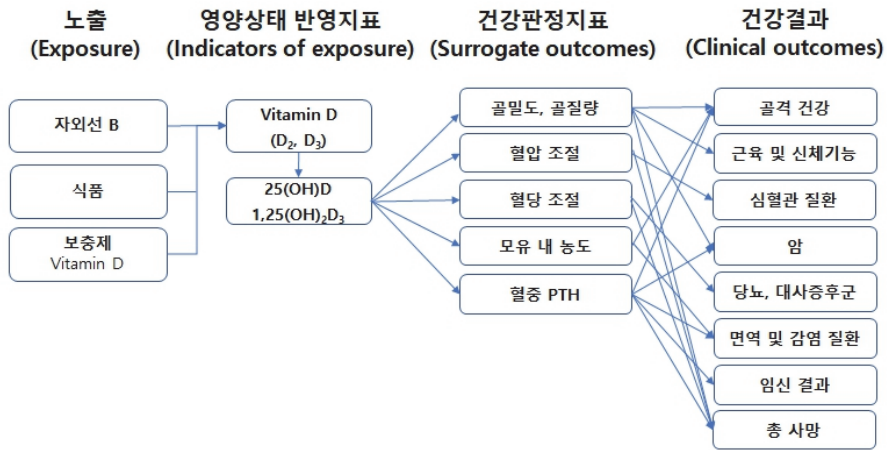 노출
(Exposure)
영양상태 반영지표
(Indicators of exposure)
건강판정지표
(Surrogate outcomes)
건강결과
(Clinical outcomes)
자외선 B
식품
보충제
Vitamin D
Vitamin D
(D₂, D₃)
25(OH)D
1,25(OH)₂D₃
골밀도, 골질량
혈압 조절
혈당 조절
모유 내 농도
혈중 PTH
골격 건강
근육 및 신체기능
심혈관 질환
암
당뇨, 대사증후군
면역 및 감염 질환
임신 결과
총 사망